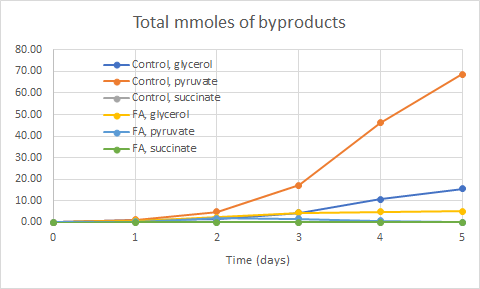 Total mmoles of byproducts
80.00
70.00
60.00
50.00
40.00
30.00
20.00
10.00
0.00
Control, glycerol
Control, pyruvate
Control, succinate
FA, glycerol
FA, pyruvate
FA, succinate
0 1 2 3 4 5
Time (days)